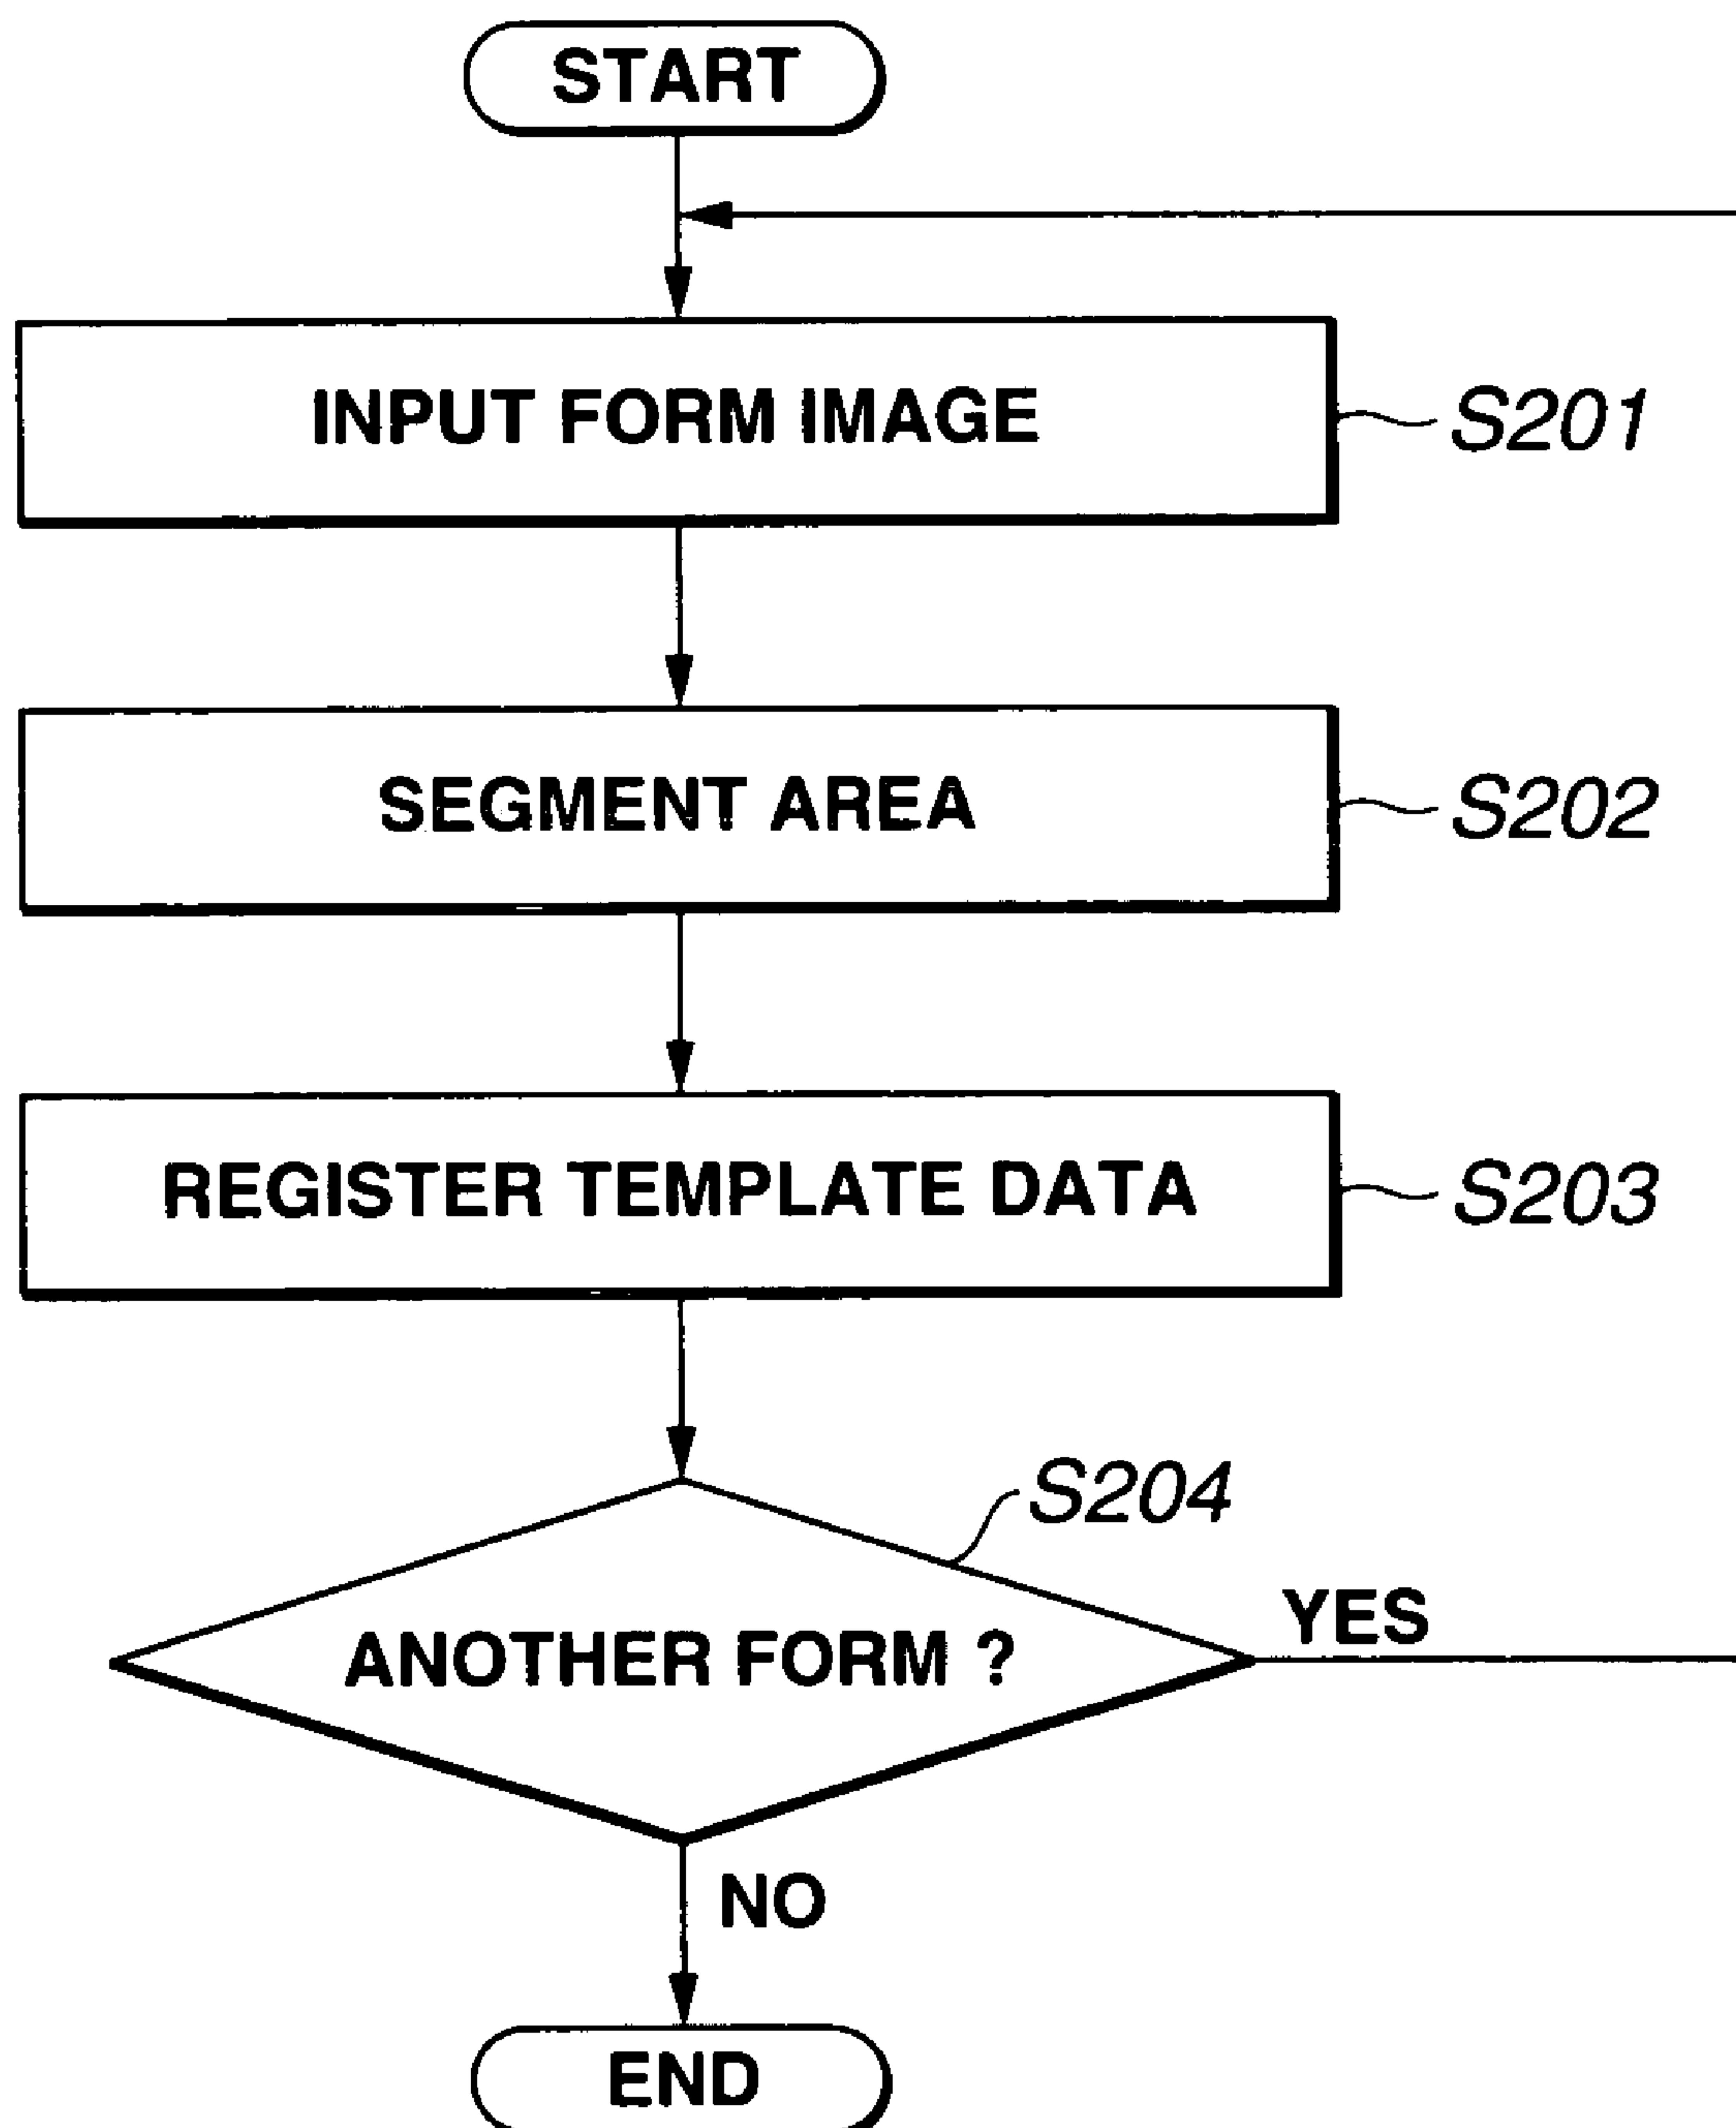 START
INPUT FORM IMAGE
S201
SEGMENT AREA
S202
REGISTER TEMPLATE DATA
S203
S204
ANOTHER FORM ?
YES
NO
END